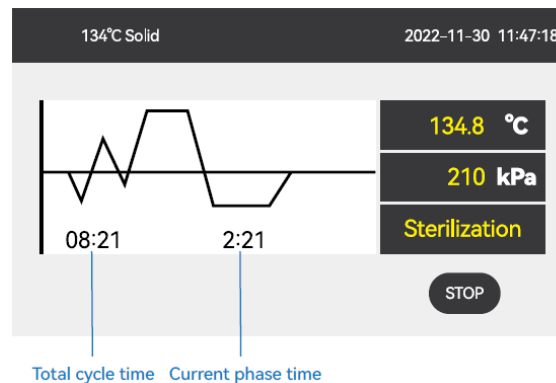 134℃ Solid
2022-11-30 11:47:18
134.8 ℃
210 kPa
Sterilization
08:21
2:21
STOP
Total cycle time
Current phase time